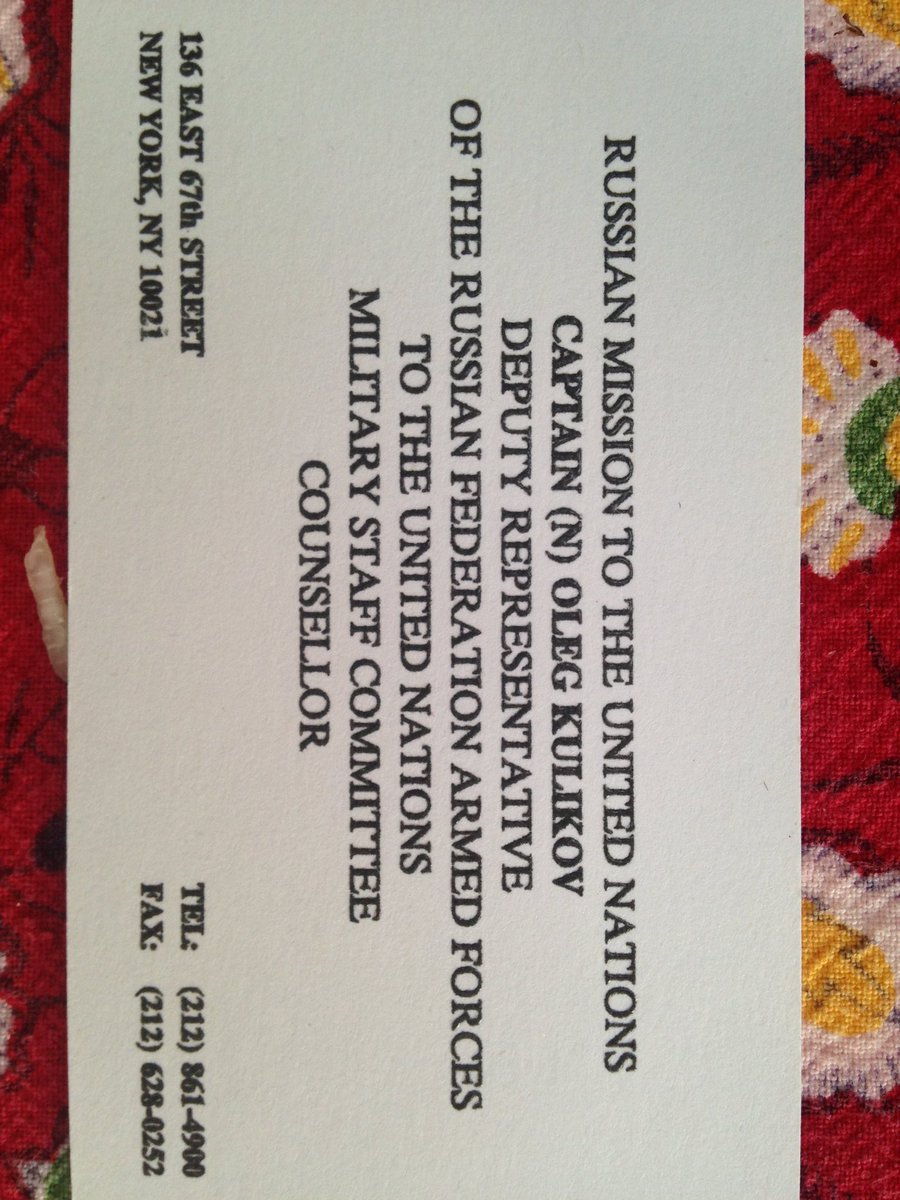 RUSSIAN MISSION TO THE UNITED NATIONS
CAPTAIN (N) OLEG KULIKOV
DEPUTY REPRESENTATIVE
OF THE RUSSIAN FEDERATION ARMED FORCES
TO THE UNITED NATIONS
MILITARY STAFF COMMITTEE
COUNSELLOR
136 EAST 67th STREET
NEW YORK, NY 10021
TEL: (212) 861-4900
FAX: (212) 628-0252